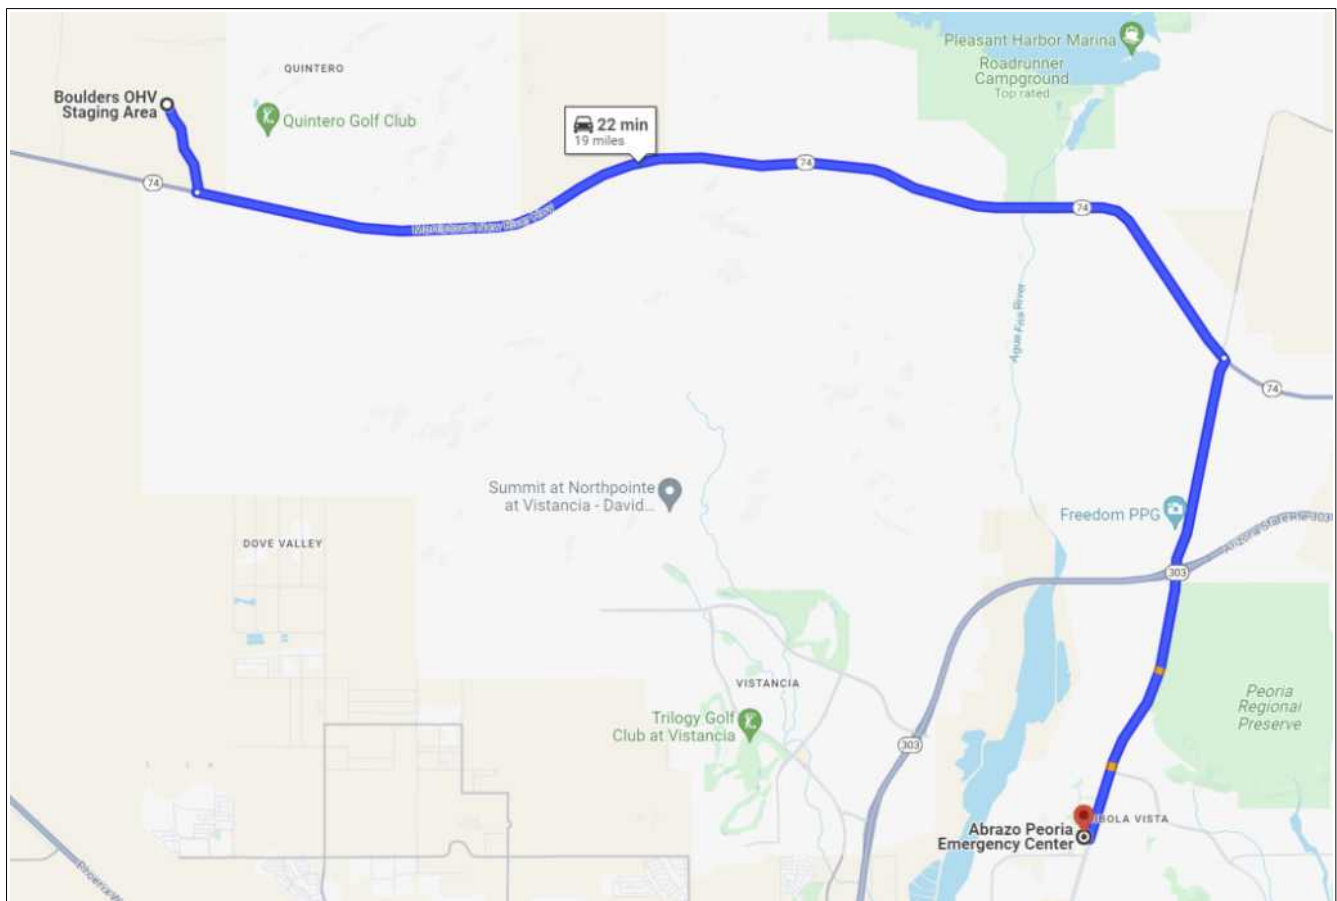 Pleasant Harbor Marina
Roadrunner
Campground
Top rated
QUINTERO
Boulders OHV
Staging Area
Quintero Golf Club
22 min
19 miles
74
74
74
74
Agua Fria River
Summit at Northpointe
at Vistancia - David...
Freedom PPG
303
DOVE VALLEY
VISTANCIA
Trilogy Golf
Club at Vistancia
303
Peoria
Regional
Preserve
Abrazo Peoria
Emergency Center
BOLA VISTA